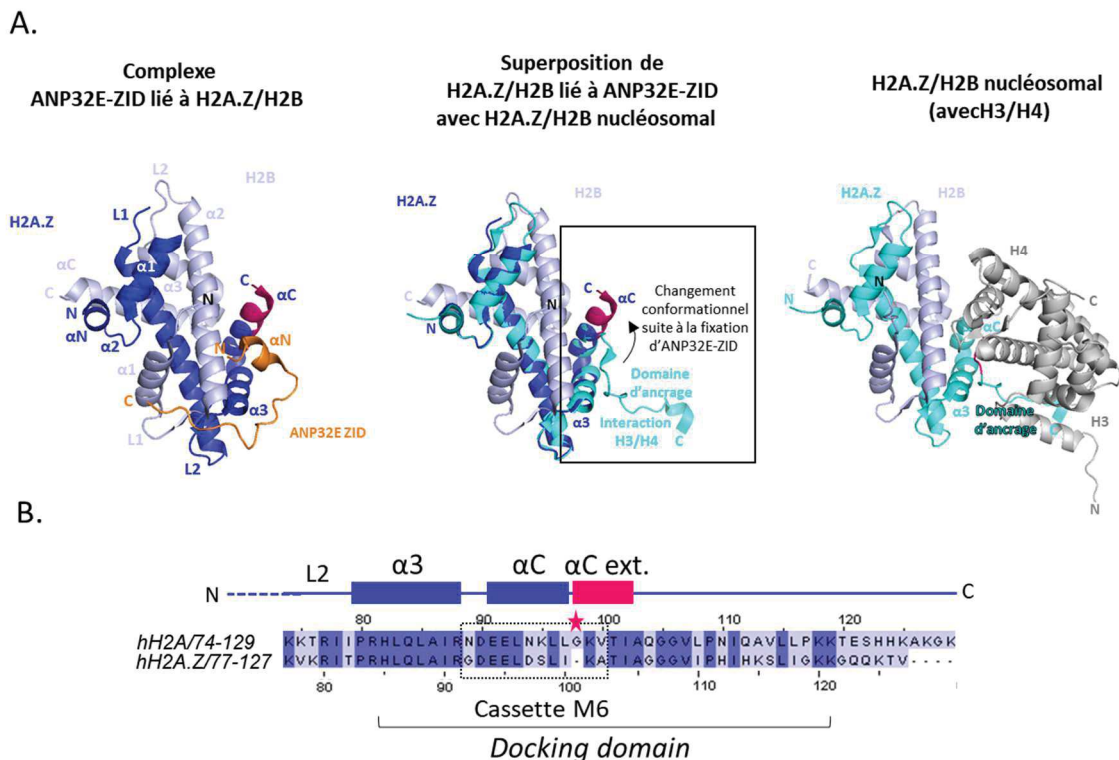 A.
Complexe
ANP32E-ZID lié à H2A.Z/H2B
Superposition de
H2A.Z/H2B lié à ANP32E-ZID
avec H2A.Z/H2B nucléosomal
H2A.Z/H2B nucléosomal
(avecH3/H4)
L2
H2B
L1
α2
H2A.Z
α1
αC
C
α3
N
C
αC
N
αN
α2
N
αN
α1
C
α3
L1
ANP32E ZID
L2
H2A.Z
H2B
C
N
C
αC
N
Changement
conformationnel
suite à la fixation
d'ANP32E-ZID
Domaine
d'ancrage
α3
Interaction
H3/H4
C
H2A.Z
H2B
H4
C
N
N
αC
C
α3
Domaine
d'ancrage
C
H3
N
B.
L2
α3
αC
αC ext.
N
C
80 90 100 110 120
hH2A/74-129 KKTRIIPRHLQLAIRNDEELNKLLGKVTIAQGGVLPNIQAVLLPKKTESHHKAKGK
hH2A.Z/77-127 KVKRITPRHLQLAIRGDEELDSLI-KATIAGGGVIPHIHKSLIGKKGQQKTV----
80 90 100 110 120
Cassette M6
Docking domain